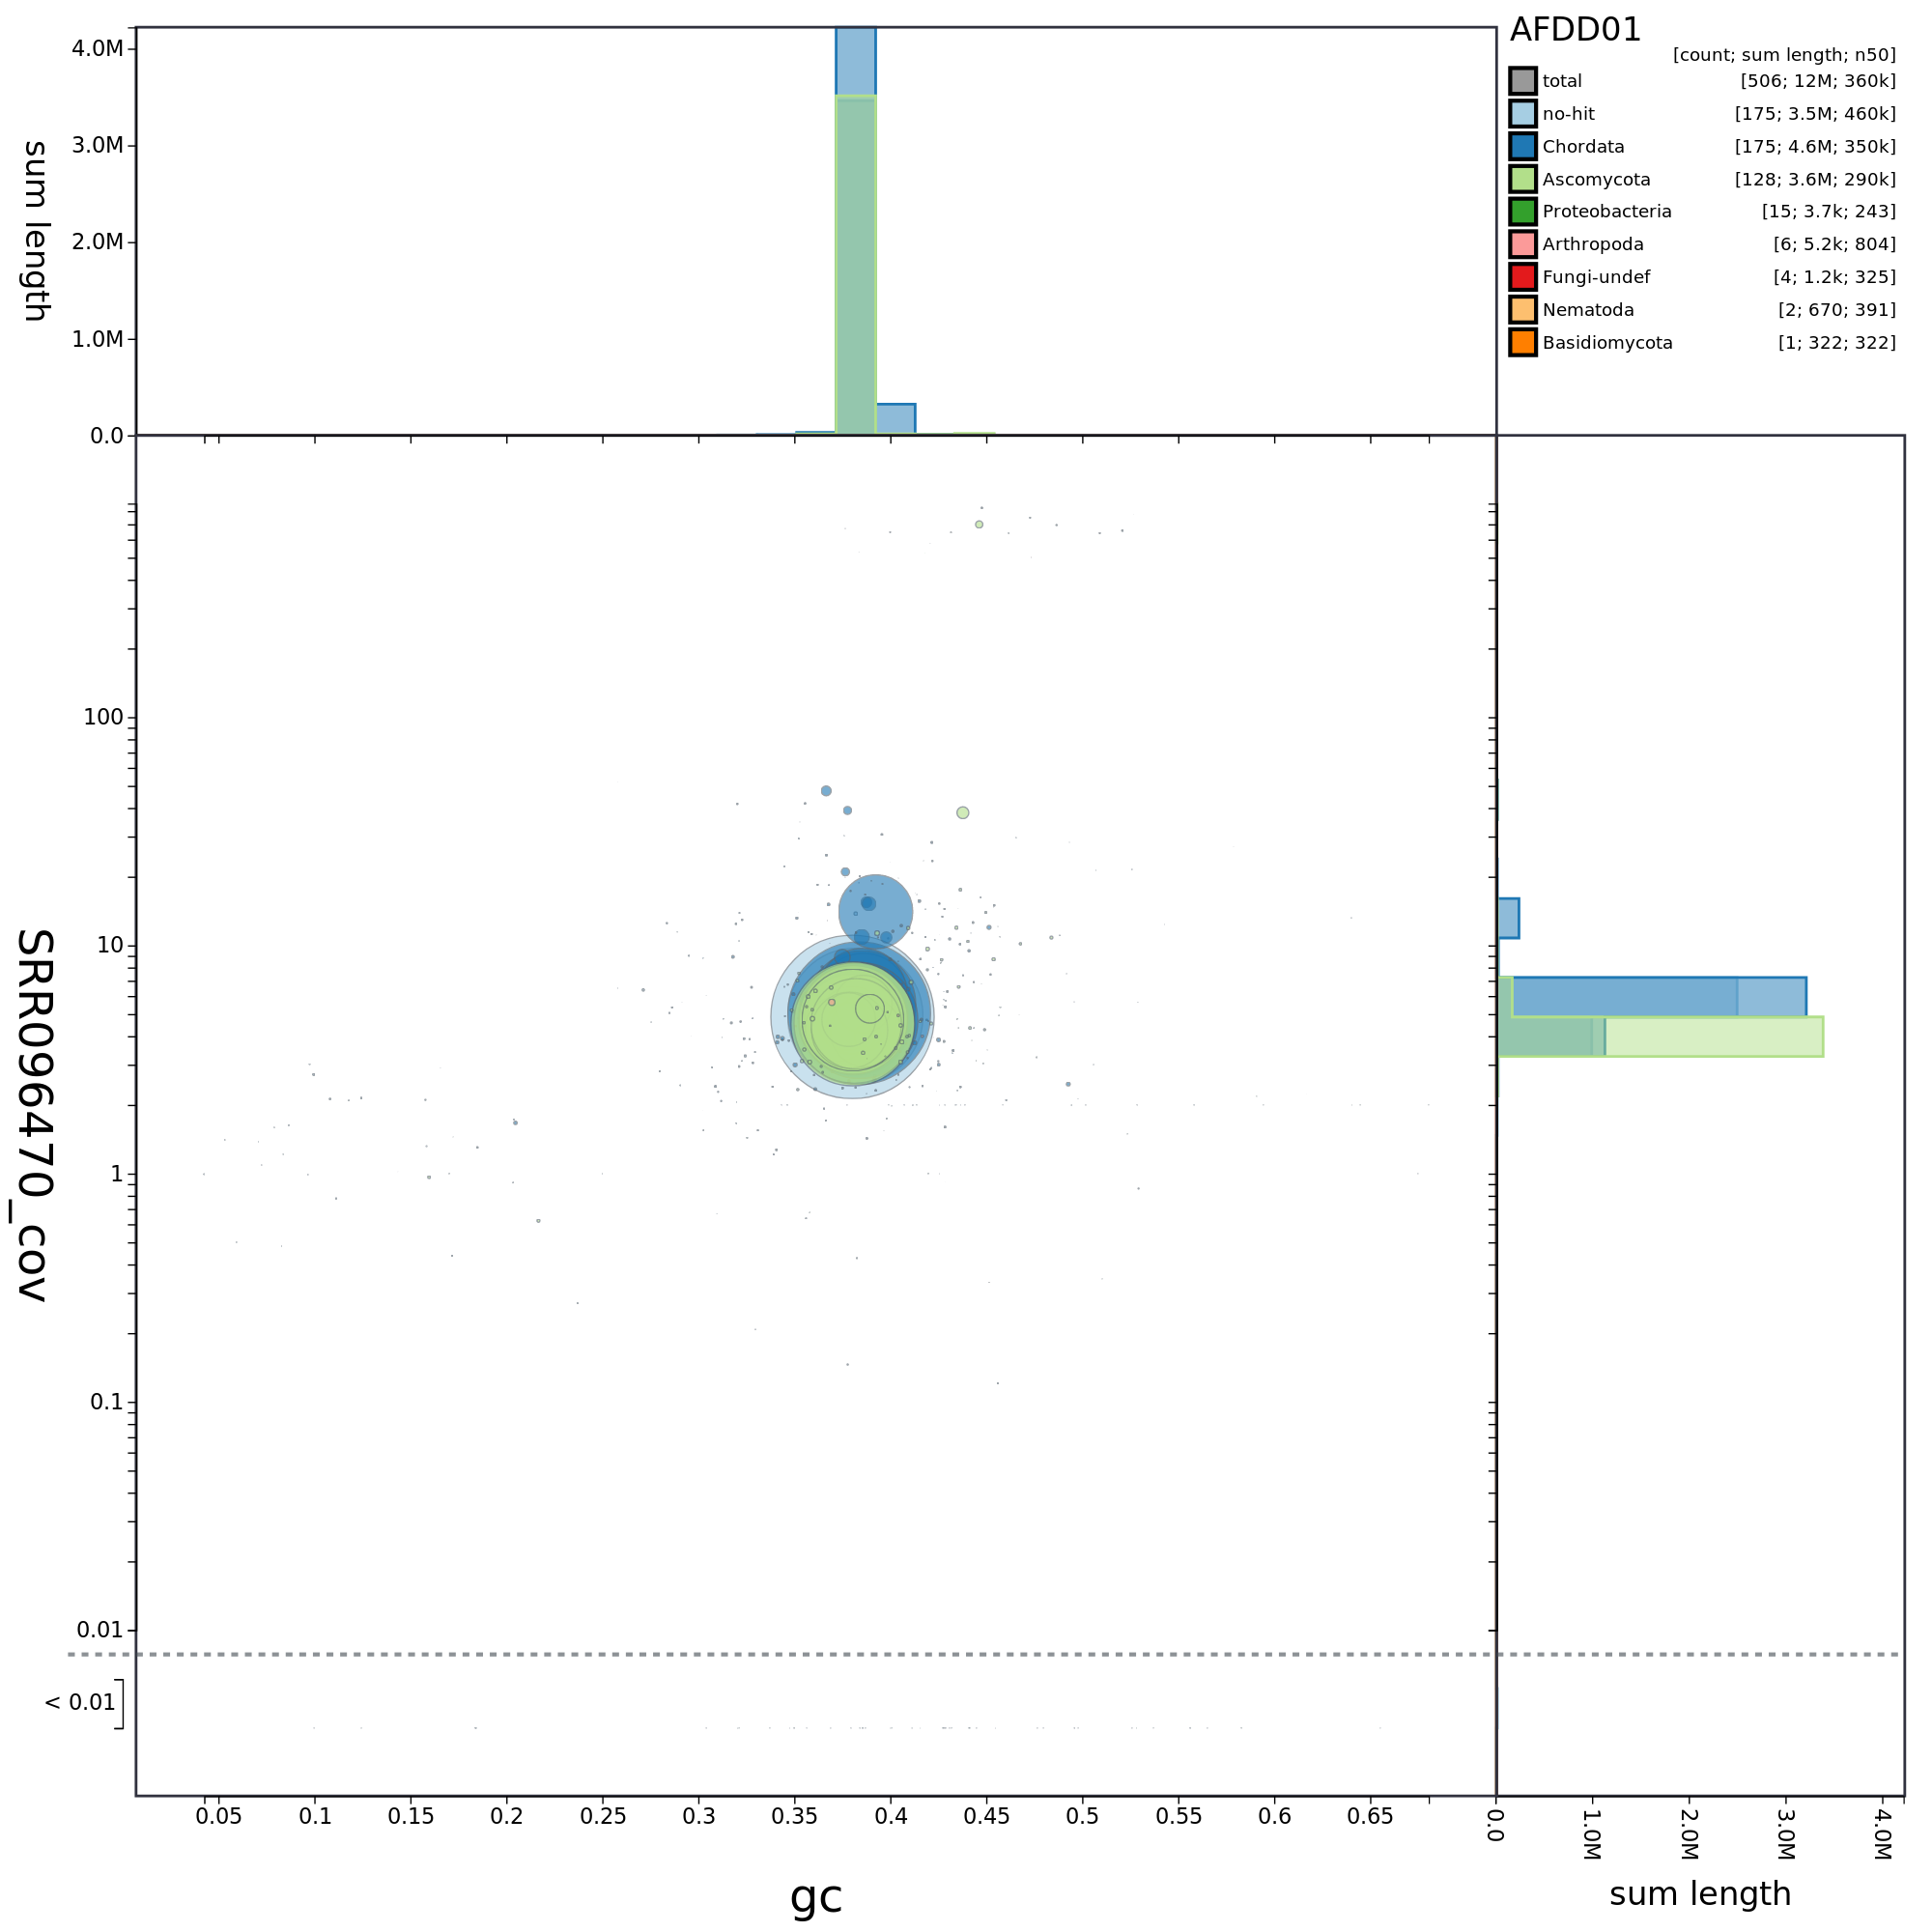 AFDD01
[count; sum length; n50]
total [506; 12M; 360k]
no-hit [175; 3.5M; 460k]
Chordata [175; 4.6M; 350k]
Ascomycota [128; 3.6M; 290k]
Proteobacteria [15; 3.7k; 243]
Arthropoda [6; 5.2k; 804]
Fungi-undef [4; 1.2k; 325]
Nematoda [2; 670; 391]
Basidiomycota [1; 322; 322]
sum length
4.0M
3.0M
2.0M
1.0M
0.0
SRR096470_cov
100
10
1
0.1
0.01
< 0.01
0.05 0.1 0.15 0.2 0.25 0.3 0.35 0.4 0.45 0.5 0.55 0.6 0.65
gc
0.0 1.0M 2.0M 3.0M 4.0M
sum length